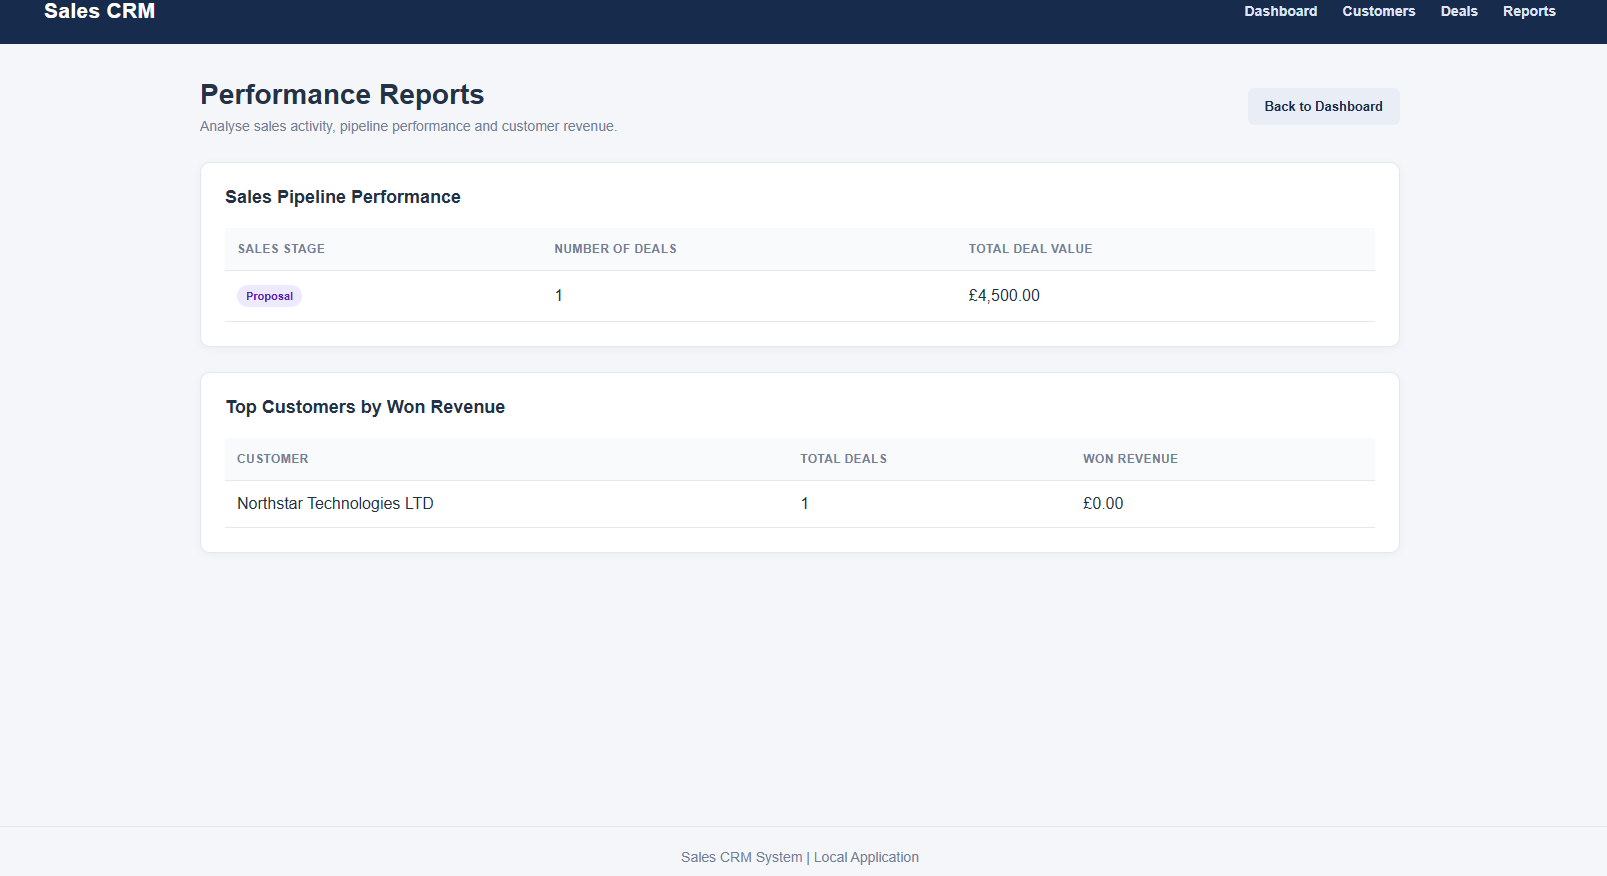 Sales CRM
Dashboard Customers Deals Reports
Performance Reports
Analyse sales activity, pipeline performance and customer revenue.
Back to Dashboard
Sales Pipeline Performance
SALES STAGE NUMBER OF DEALS TOTAL DEAL VALUE
Proposal 1 £4,500.00
Top Customers by Won Revenue
CUSTOMER TOTAL DEALS WON REVENUE
Northstar Technologies LTD 1 £0.00
Sales CRM System | Local Application